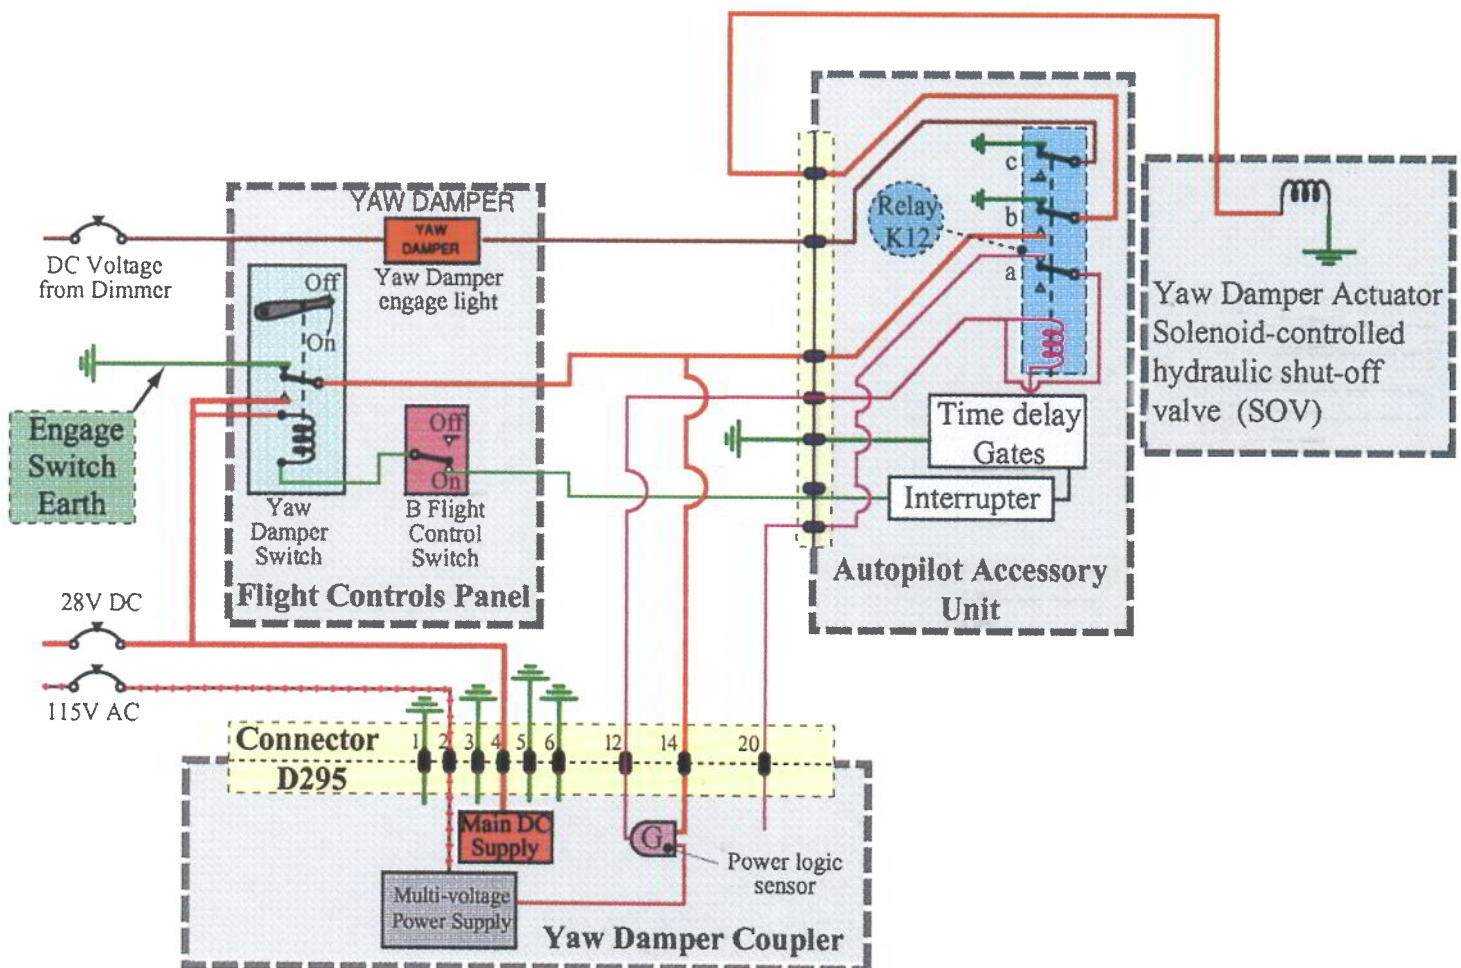 YAW DAMPER
YAW
DAMPER
Yaw Damper
engage light
DC Voltage
from Dimmer
Off
On
Engage
Switch
Earth
Yaw
Damper
Switch
Off
On
B Flight
Control
Switch
Flight Controls Panel
c
b
a
Relay
K12
Time delay
Gates
Interrupter
Autopilot Accessory
Unit
Yaw Damper Actuator
Solenoid-controlled
hydraulic shut-off
valve (SOV)
28V DC
115V AC
Connector
D295
1 2 3 4 5 6 12 14 20
Main DC
Supply
G
Power logic
sensor
Multi-voltage
Power Supply
Yaw Damper Coupler